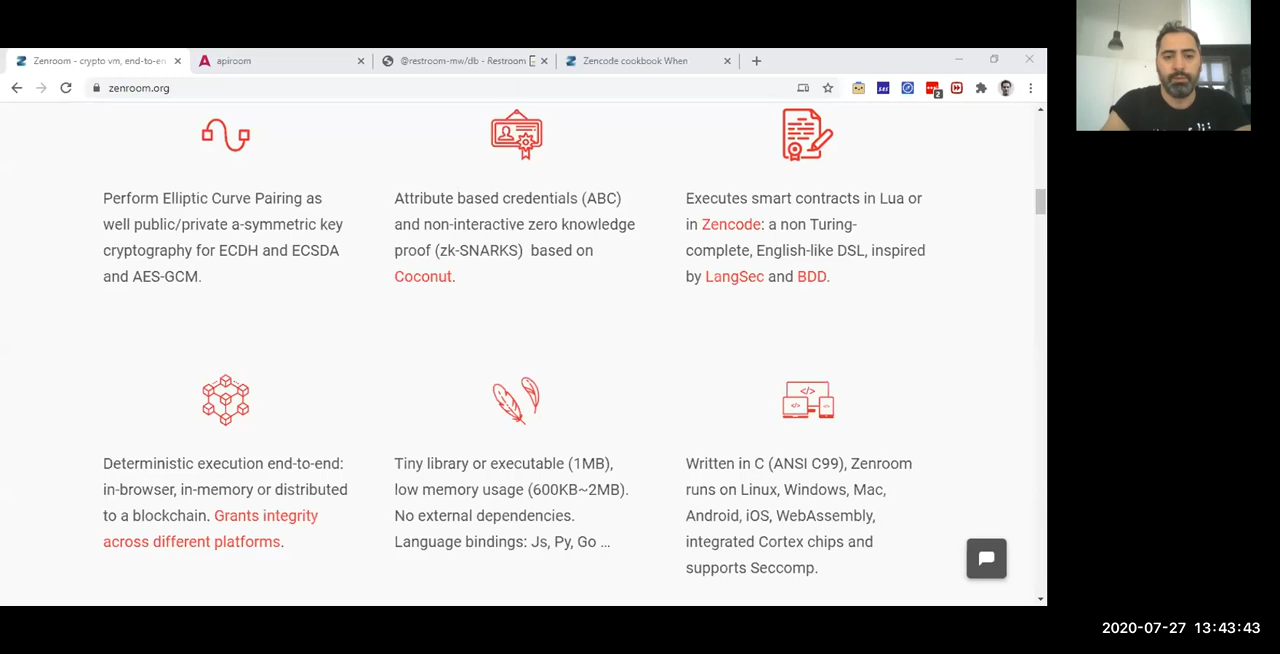 Zenroom - crypto vm, end-to-en
apiroom
@restroom-mw/db - Restroom
Zencode cookbook When
zenroom.org
2
Perform Elliptic Curve Pairing as
well public/private a-symmetric key
cryptography for ECDH and ECSDA
and AES-GCM.
Attribute based credentials (ABC)
and non-interactive zero knowledge
proof (zk-SNARKS) based on
Coconut.
Executes smart contracts in Lua or
in Zencode: a non Turing-
complete, English-like DSL, inspired
by LangSec and BDD.
Deterministic execution end-to-end:
in-browser, in-memory or distributed
to a blockchain. Grants integrity
across different platforms.
Tiny library or executable (1MB),
low memory usage (600KB~2MB).
No external dependencies.
Language bindings: Js, Py, Go ...
Written in C (ANSI C99), Zenroom
runs on Linux, Windows, Mac,
Android, iOS, WebAssembly,
integrated Cortex chips and
supports Seccomp.
2020-07-27 13:43:43